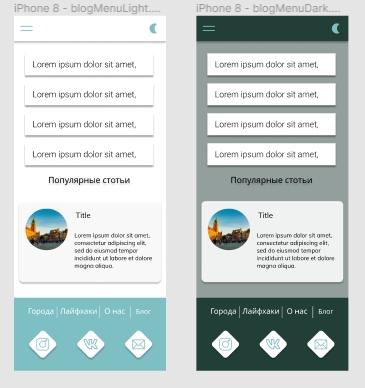 iPhone 8 - blogMenuLight....
Lorem ipsum dolor sit amet,
Lorem ipsum dolor sit amet,
Lorem ipsum dolor sit amet,
Lorem ipsum dolor sit amet,
Популярные стотьи
Title
Lorem ipsum dolor sit amet,
consectetur adipiscing elit,
sed do eiusmod tempor
incididunt ut labore et dolore
magna aliqua.
Города | Лайфхаки | О нас | Блог
iPhone 8 - blogMenuDark....
Lorem ipsum dolor sit amet,
Lorem ipsum dolor sit amet,
Lorem ipsum dolor sit amet,
Lorem ipsum dolor sit amet,
Популярные стотьи
Title
Lorem ipsum dolor sit amet,
consectetur adipiscing elit,
sed do eiusmod tempor
incididunt ut labore et dolore
magna aliqua.
Города | Лайфхаки | О нас | Блог